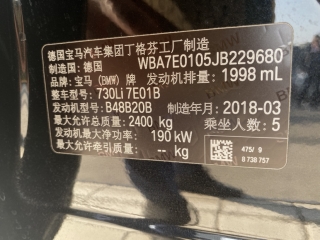 德国宝马汽车集团丁格芬工厂制造
制造国:德国 WBA7E0105JB229680
品牌:宝马 (BMW) 牌 发动机排量:1998 mL
整车型号:730Li 7E01B
发动机型号:B48B20B 制造年月:2018-03
最大允许总质量:2400 kg
最大净功率:190 kW 乘坐人数:5
最大允许牵引质量: -- kg
475/ 9
8 738 757